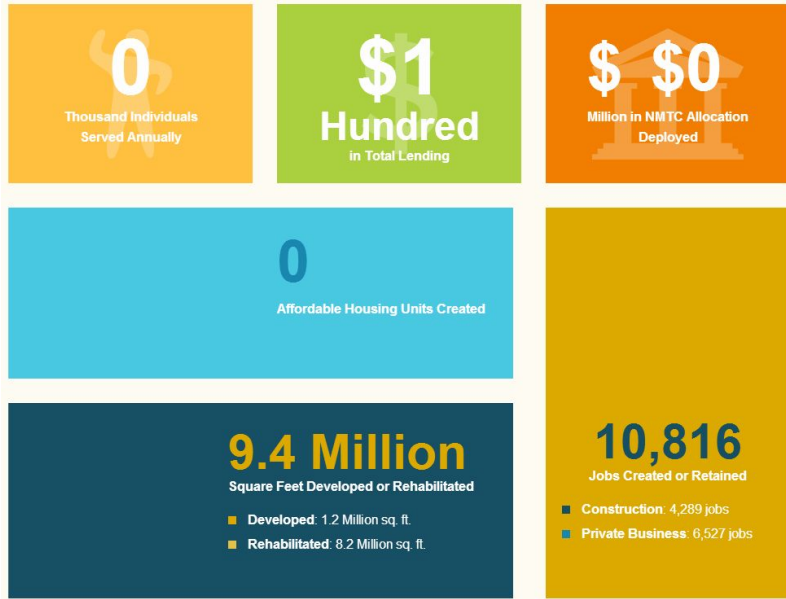 0
Thousand Individuals
Served Annually
$1
Hundred
in Total Lending
$ $0
Million in NMTC Allocation
Deployed
0
Affordable Housing Units Created
9.4 Million
Square Feet Developed or Rehabilitated
Developed: 1.2 Million sq. ft.
Rehabilitated: 8.2 Million sq. ft.
10,816
Jobs Created or Retained
Construction: 4,289 jobs
Private Business: 6,527 jobs